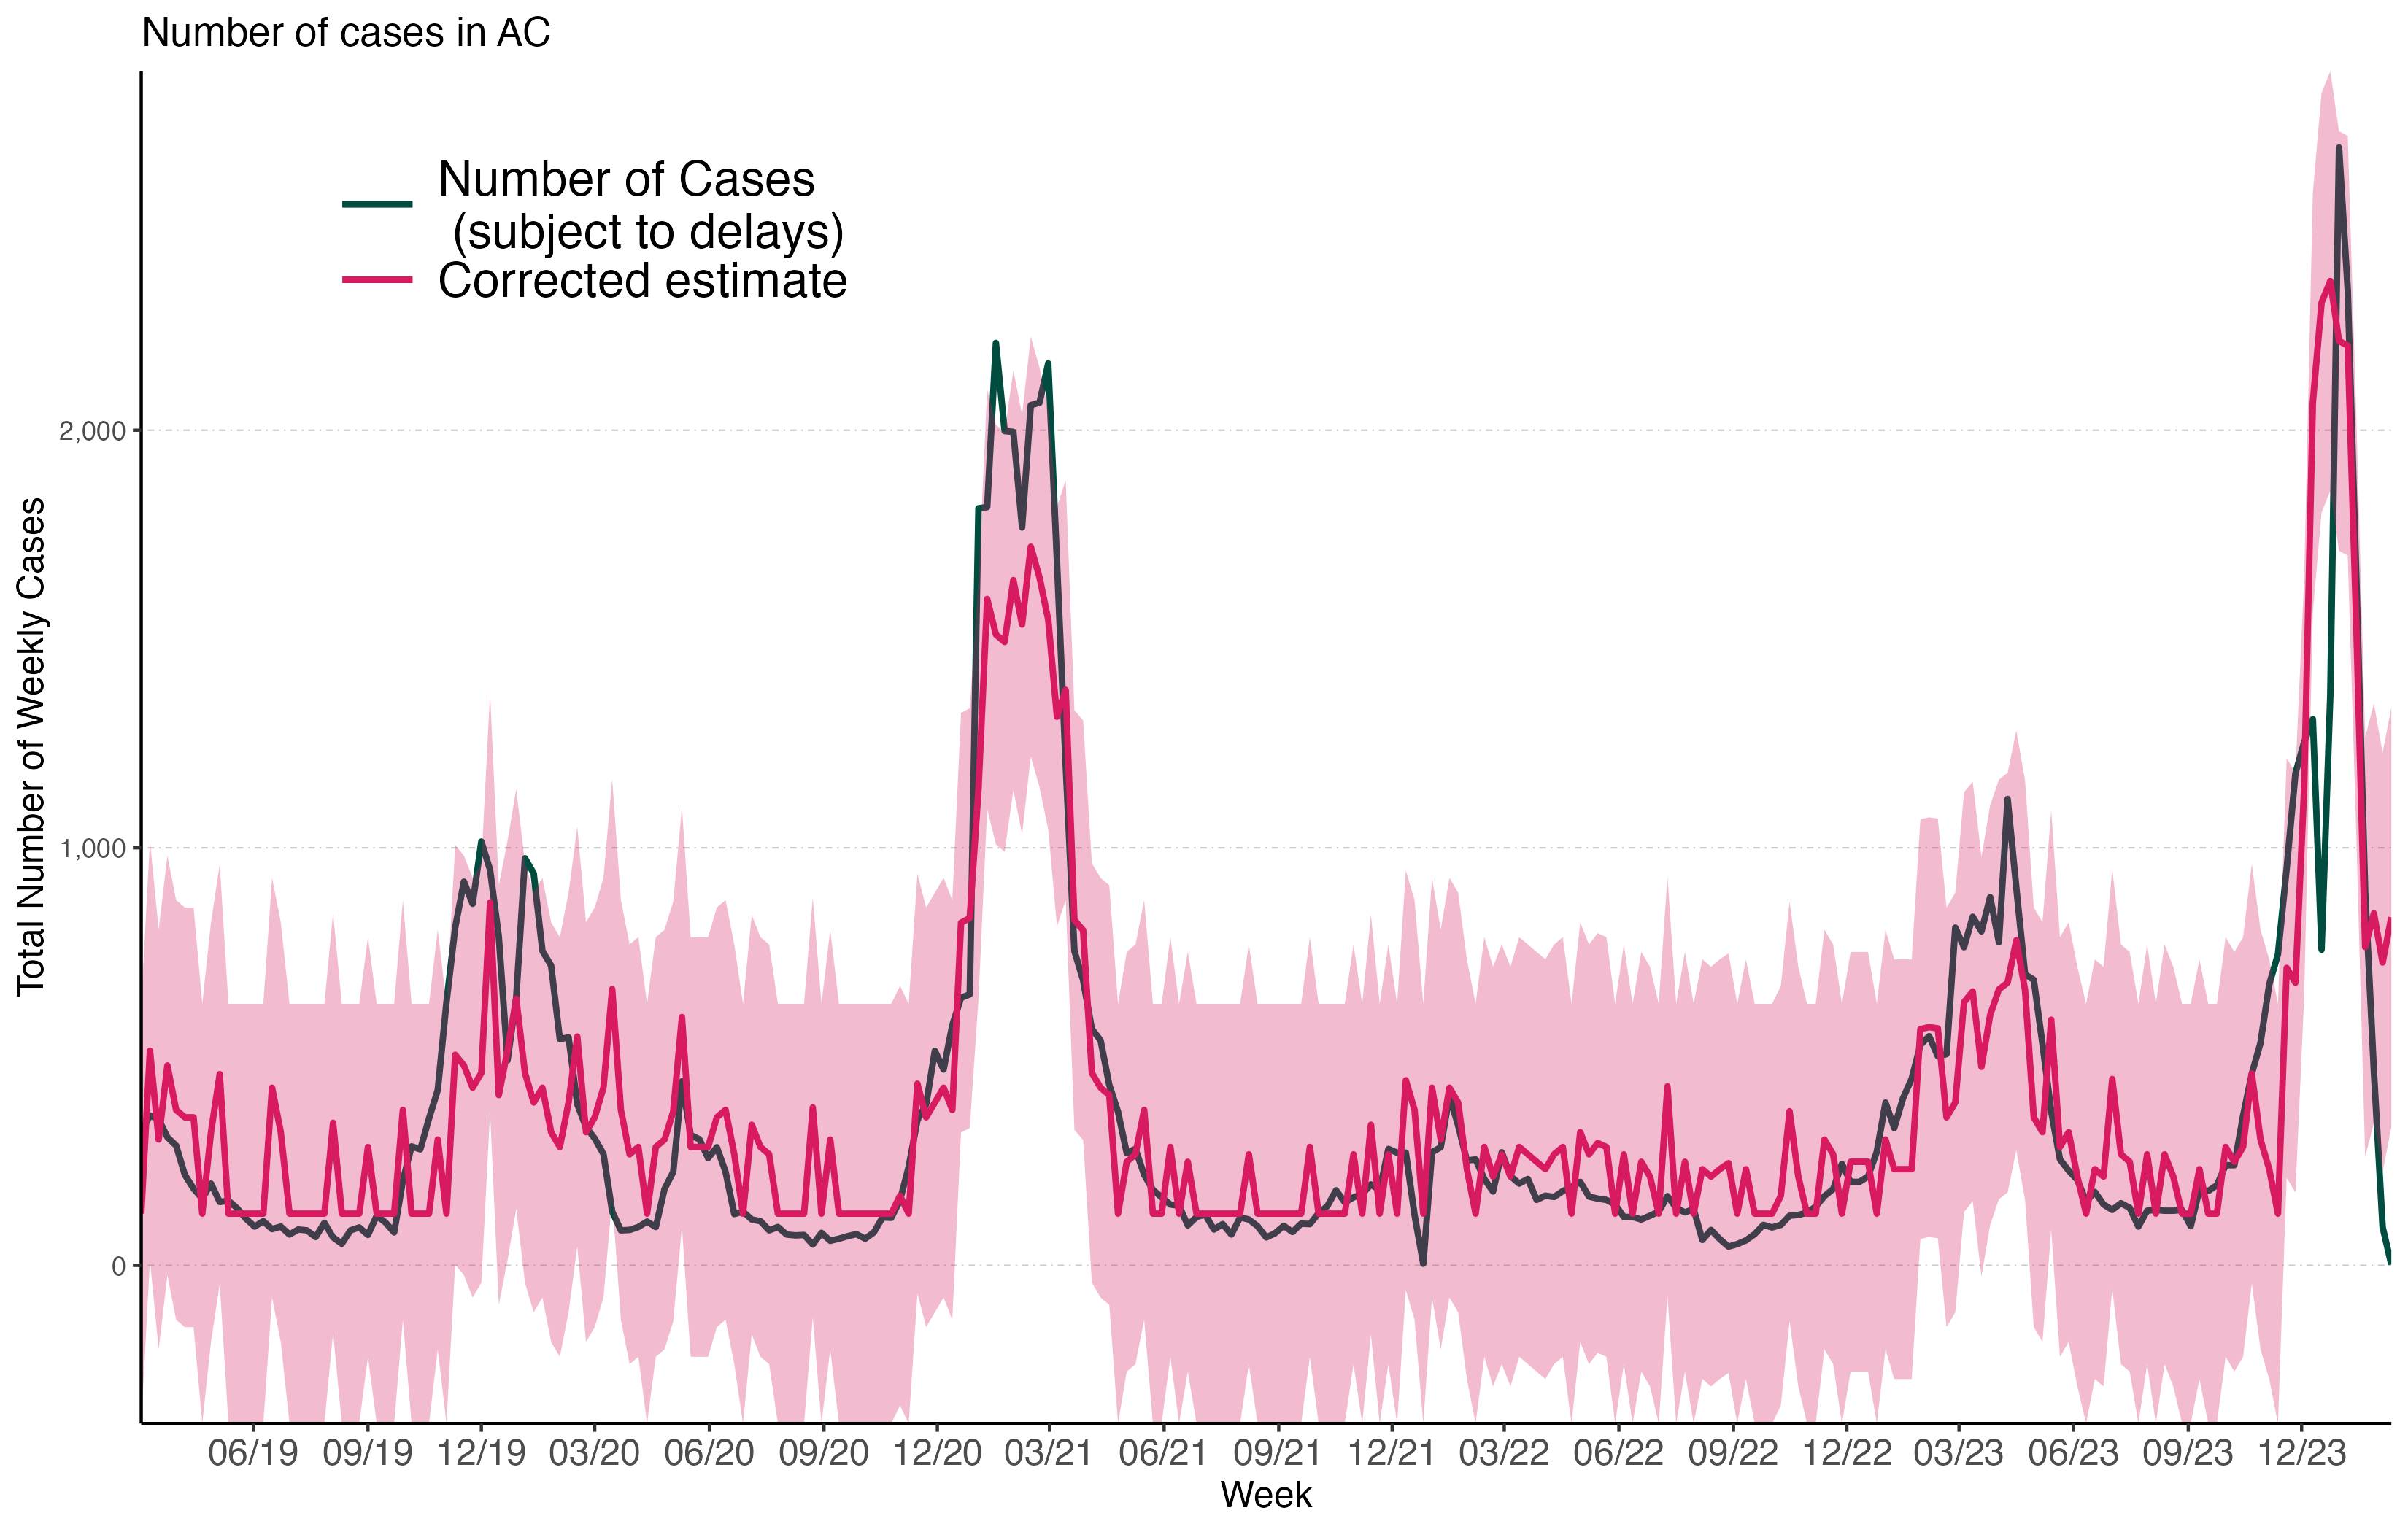 Number of cases in AC
Number of Cases
(subject to delays)
Corrected estimate
Total Number of Weekly Cases
2,000
1,000
0
06/19 09/19 12/19 03/20 06/20 09/20 12/20 03/21 06/21 09/21 12/21 03/22 06/22 09/22 12/22 03/23 06/23 09/23 12/23
Week